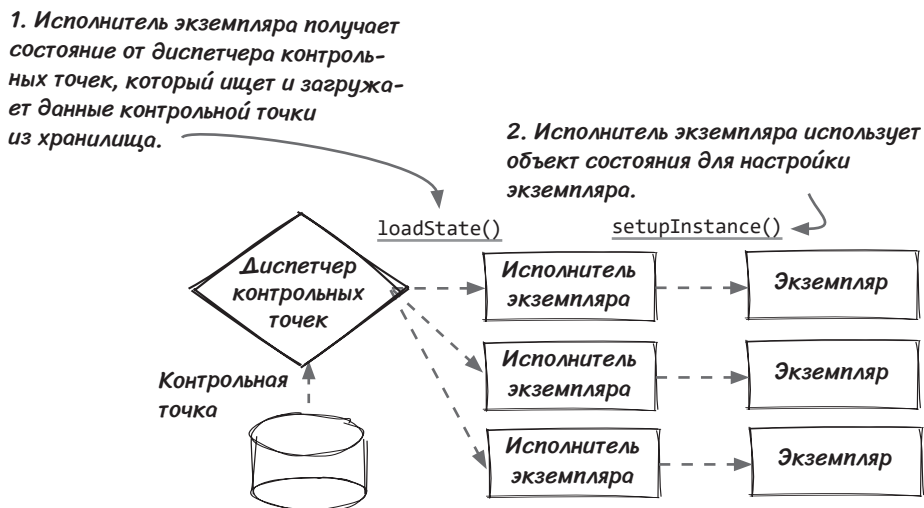 1. Исполнитель экземпляра получает
состояние от диспетчера контроль-
ных точек, который ищет и загружа-
ет данные контрольной точки
из хранилища.
2. Исполнитель экземпляра использует
объект состояния для настройки
экземпляра.
loadState()
setupInstance()
Диспетчер
контрольных
точек
Исполнитель
экземпляра
Экземпляр
Исполнитель
экземпляра
Экземпляр
Контрольная
точка
Исполнитель
экземпляра
Экземпляр